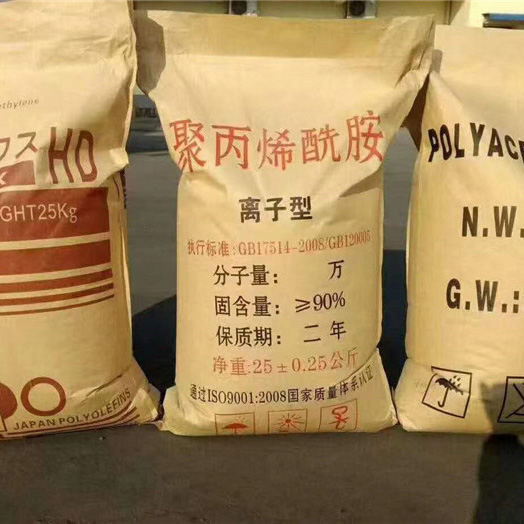 ワス HD
GHT25Kg
JAPAN POLYOLEFINS
聚丙烯酰胺
离子型
执行标准:GB17514-2008/GB120005
分子量: 万
固含量: ≥90%
保质期: 二年
净重:25±0.25公斤
通过ISO9001:2008国家质量体系认证
POLYAC
N.W.
G.W.: